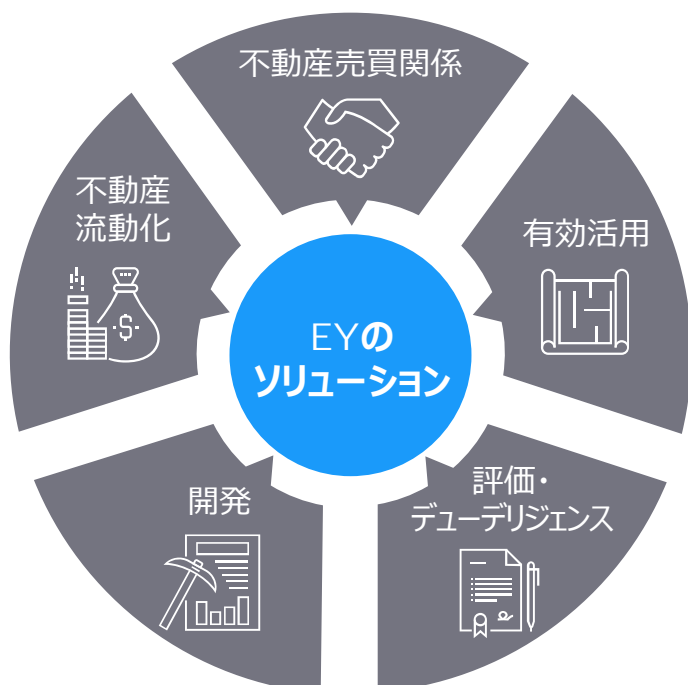 不動産売買関係
有効活用
評価・
デューデリジェンス
開発
不動産
流動化
EYの
ソリューション
$